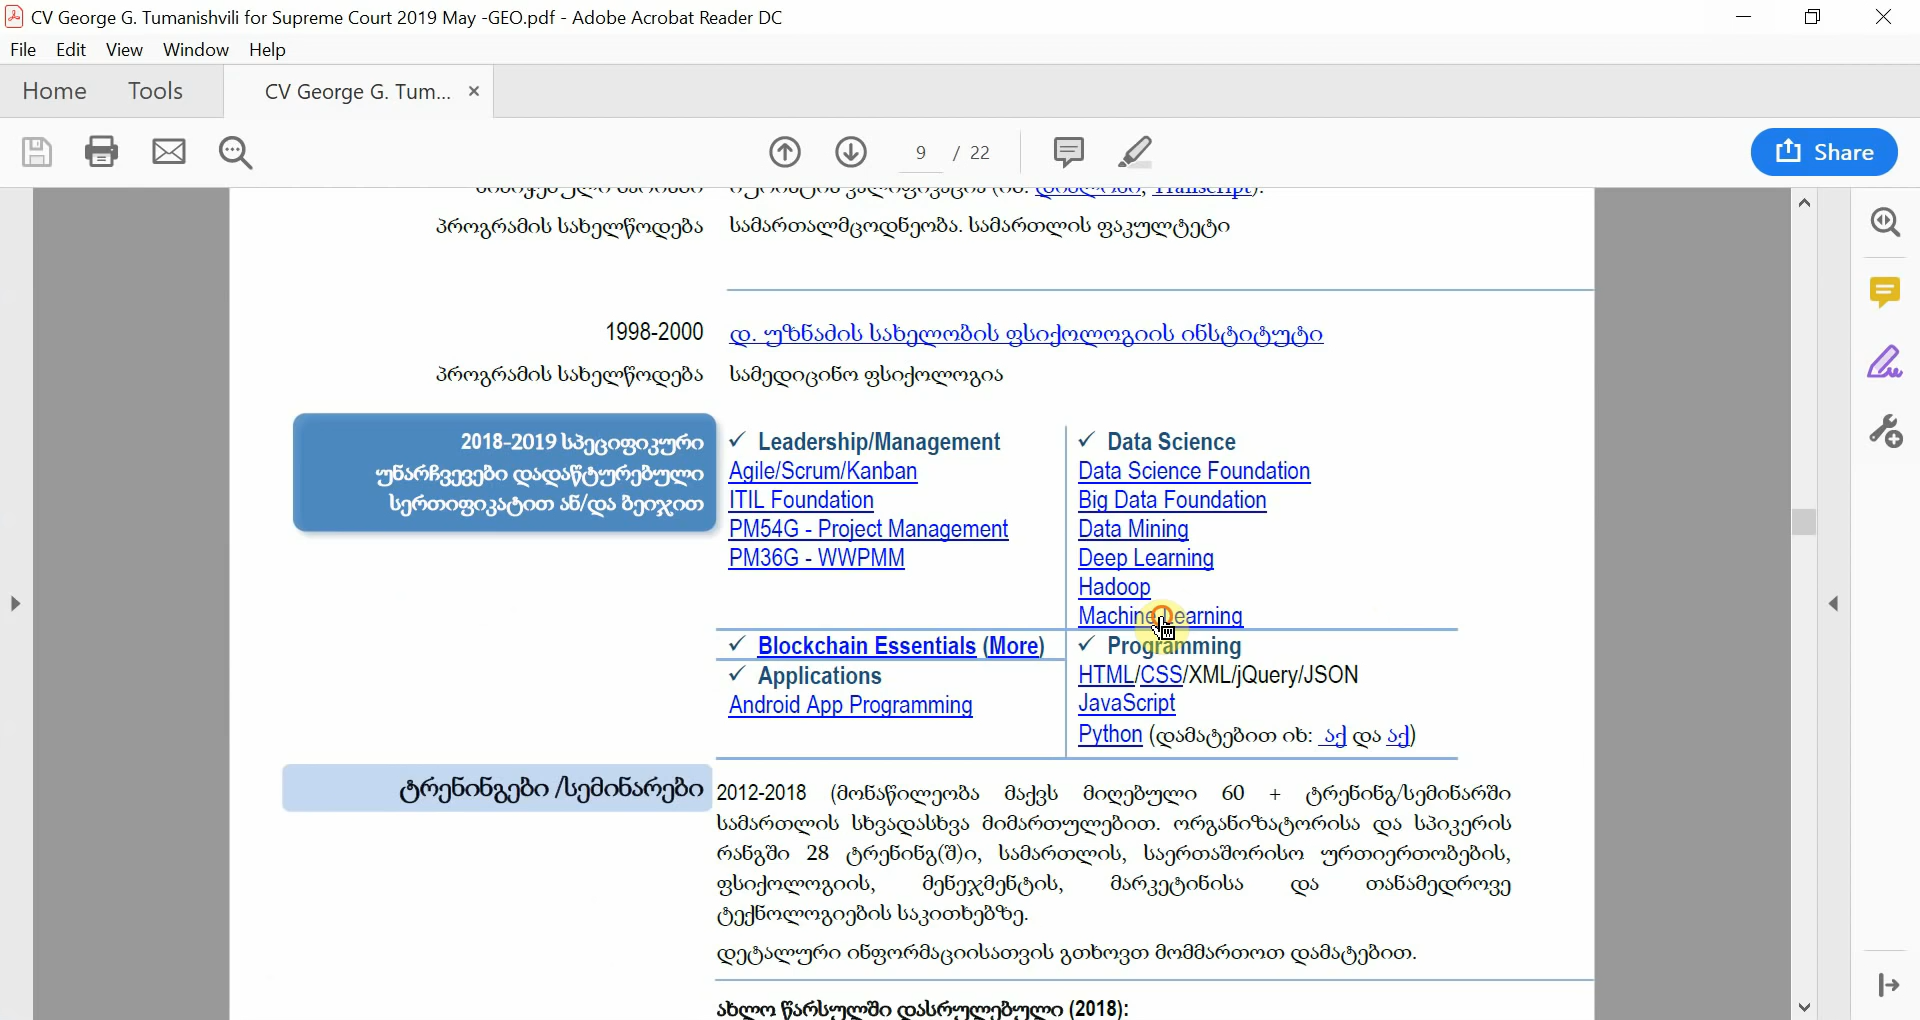 CV George G. Tumanishvili for Supreme Court 2019 May -GEO.pdf - Adobe Acrobat Reader DC
File Edit View Window Help
Home Tools CV George G. Tum... ×
9 / 22 Share
პროგრამის სახელწოდება სამართალმცოდნეობა. სამართლის ფაკულტეტი
1998-2000 დ. უზნაძის სახელობის ფსიქოლოგიის ინსტიტუტი
პროგრამის სახელწოდება სამედიცინო ფსიქოლოგია
2018-2019 სპეციფიკური
უნარჩვევები დადაწტურებული
სერთიფიკატით ან/და ბეიჯით
✓ Leadership/Management
Agile/Scrum/Kanban
ITIL Foundation
PM54G - Project Management
PM36G - WWPMM
✓ Data Science
Data Science Foundation
Big Data Foundation
Data Mining
Deep Learning
Hadoop
Machine Learning
✓ Blockchain Essentials (More)
✓ Applications
Android App Programming
✓ Programming
HTML/CSS/XML/jQuery/JSON
JavaScript
Python (დამატებით იხ: აქ და აქ)
ტრენინგები /სემინარები
2012-2018 (მონაწილეობა მაქვს მიღებული 60 + ტრენინგ/სემინარში
სამართლის სხვადასხვა მიმართულებით. ორგანიზატორისა და სპიკერის
რანგში 28 ტრენინგ(შ)ი, სამართლის, საერთაშორისო ურთიერთობების,
ფსიქოლოგიის, მენეჯმენტის, მარკეტინისა და თანამედროვე
ტექნოლოგიების საკითხებზე.
დეტალური ინფორმაციისათვის გთხოვთ მომმართოთ დამატებით.
ახლო წარსულში დასრულებული (2018):